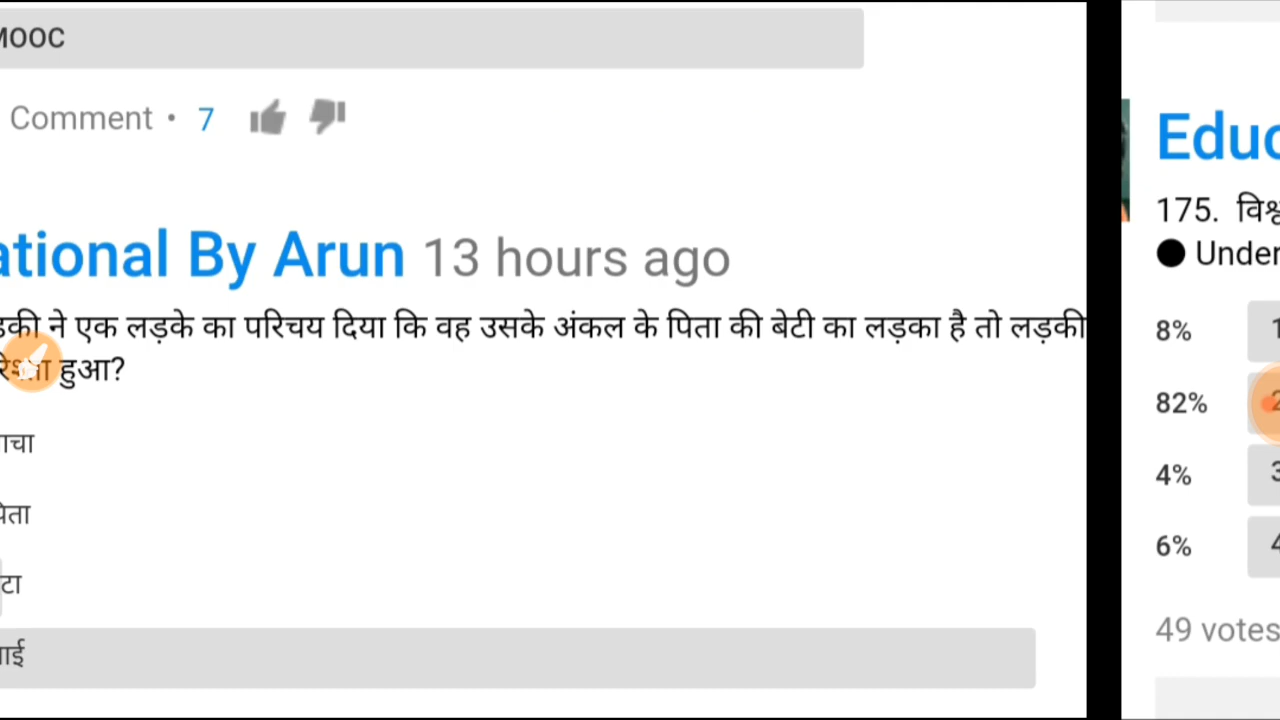 MOOC
Comment • 7
ational By Arun 13 hours ago
ने एक लड़के का परिचय दिया कि वह उसके अंकल के पिता की बेटी का लड़का है तो लड़की
हुआ?
Educ
175.
Under
8%
82%
4%
6%
49 votes